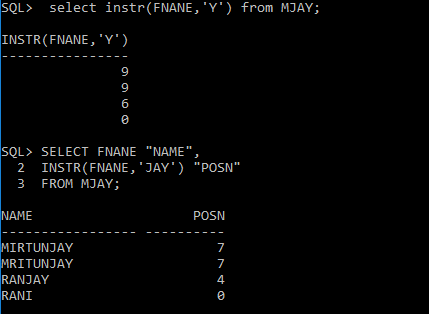 SQL>  select instr(FNANE,'Y') from MJAY;
INSTR(FNANE,'Y')
----------------
9
9
6
0
SQL> SELECT FNANE "NAME",
2  INSTR(FNANE,'JAY') "POSN"
3  FROM MJAY;
NAME                    POSN
----------------- ----------
MIRTUNJAY                  7
MRITUNJAY                  7
RANJAY                     4
RANI                       0